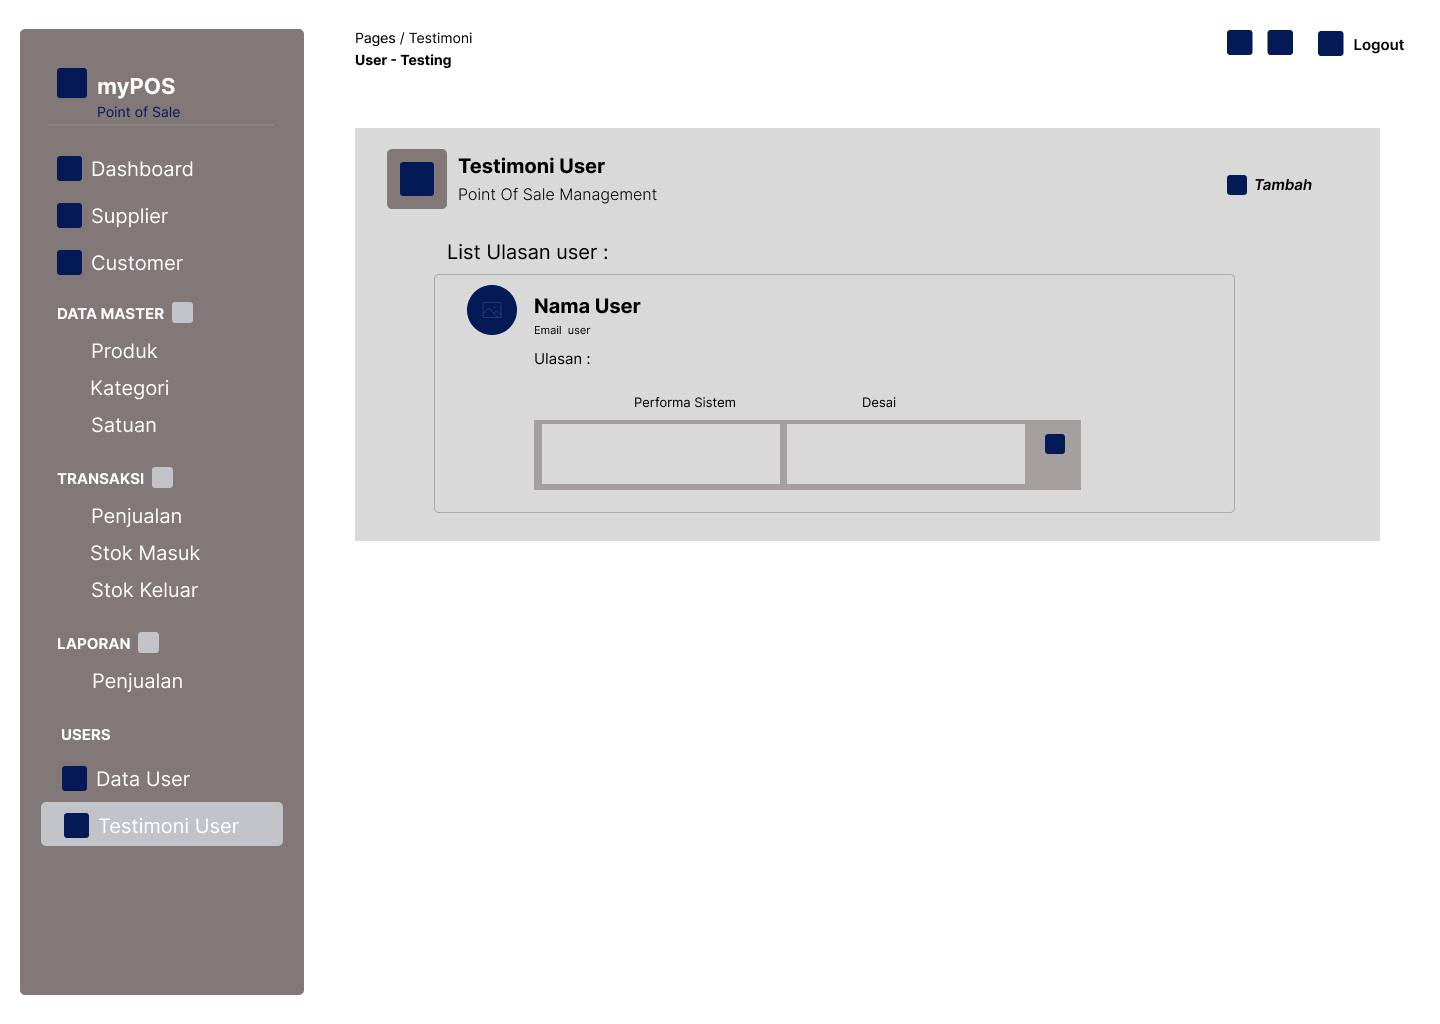 myPOS
Point of Sale
Dashboard
Supplier
Customer
DATA MASTER
Produk
Kategori
Satuan
TRANSAKSI
Penjualan
Stok Masuk
Stok Keluar
LAPORAN
Penjualan
USERS
Data User
Testimoni User
Pages / Testimoni
User - Testing
Logout
Testimoni User
Point Of Sale Management
Tambah
List Ulasan user :
Nama User
Email user
Ulasan :
Performa Sistem Desai